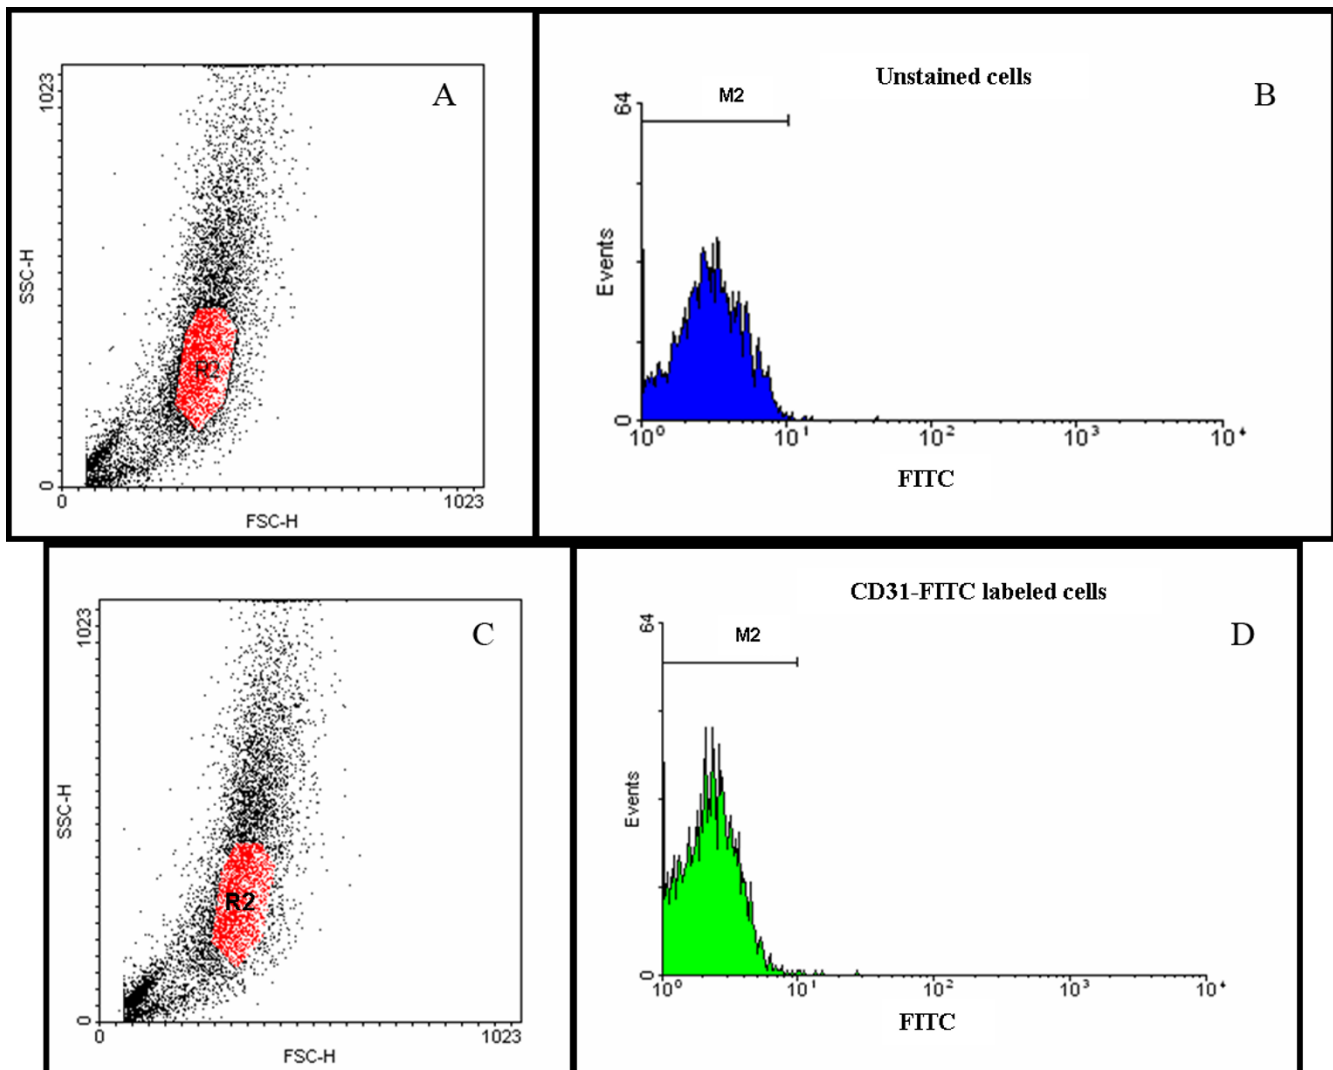 A
1023
SSC-H
R2
0
0
1023
FSC-H
Unstained cells
B
M2
64
Events
0
10⁰
10¹
10²
10³
10⁴
FITC
C
1023
SSC-H
R2
0
0
1023
FSC-H
CD31-FITC labeled cells
D
M2
64
Events
0
10⁰
10¹
10²
10³
10⁴
FITC